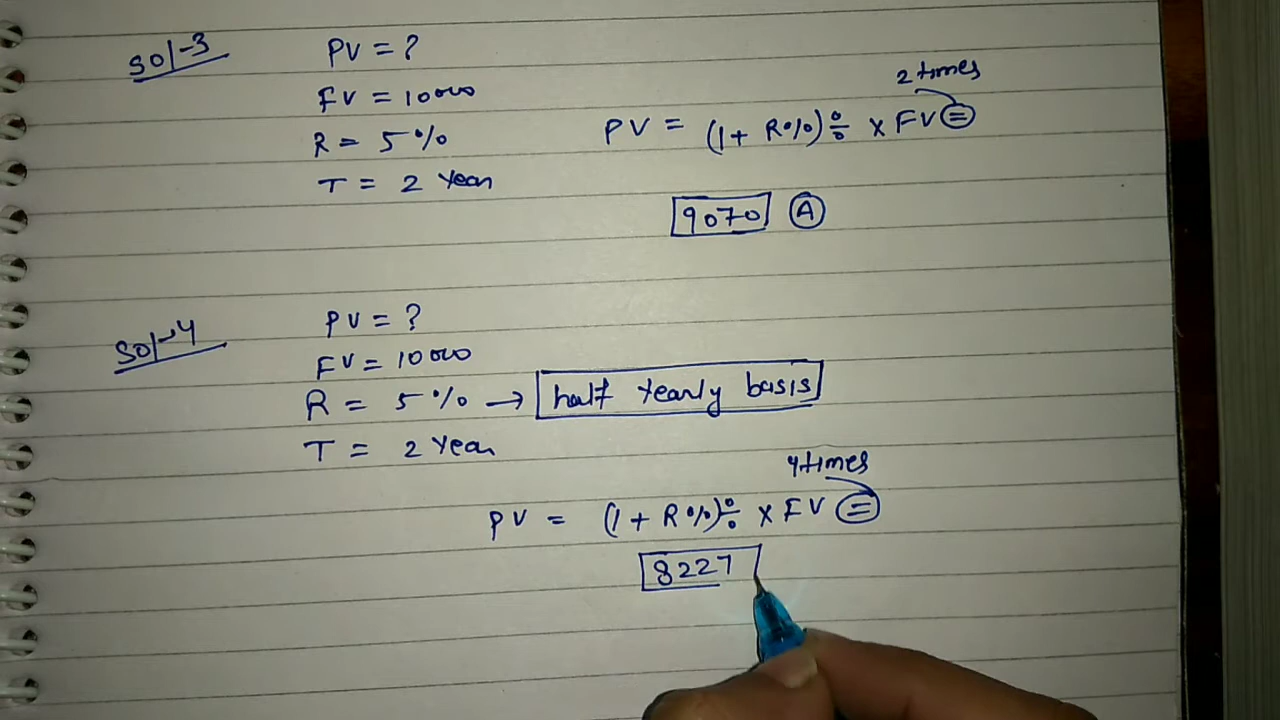 Sol-3
PV = ?
FV = 10000
R = 5 %
T = 2 Year
2 times
PV = (1 + R%) ÷ × FV =
9070 A
Sol-4
PV = ?
FV = 10000
R = 5 % → half Yearly basis
T = 2 Year
4 times
PV = (1 + R%) ÷ × FV =
8227